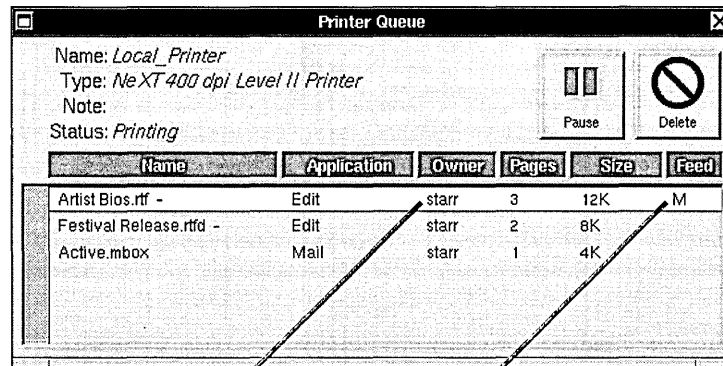 Printer Queue
Name: Local_Printer
Type: NeXT 400 dpi Level II Printer
Note:
Status: Printing
Pause Delete
Name Application Owner Pages Size Feed
Artist Bios.rtf - Edit starr 3 12K M
Festival Release.rtfd - Edit starr 2 8K
Active.mbox Mail starr 1 4K